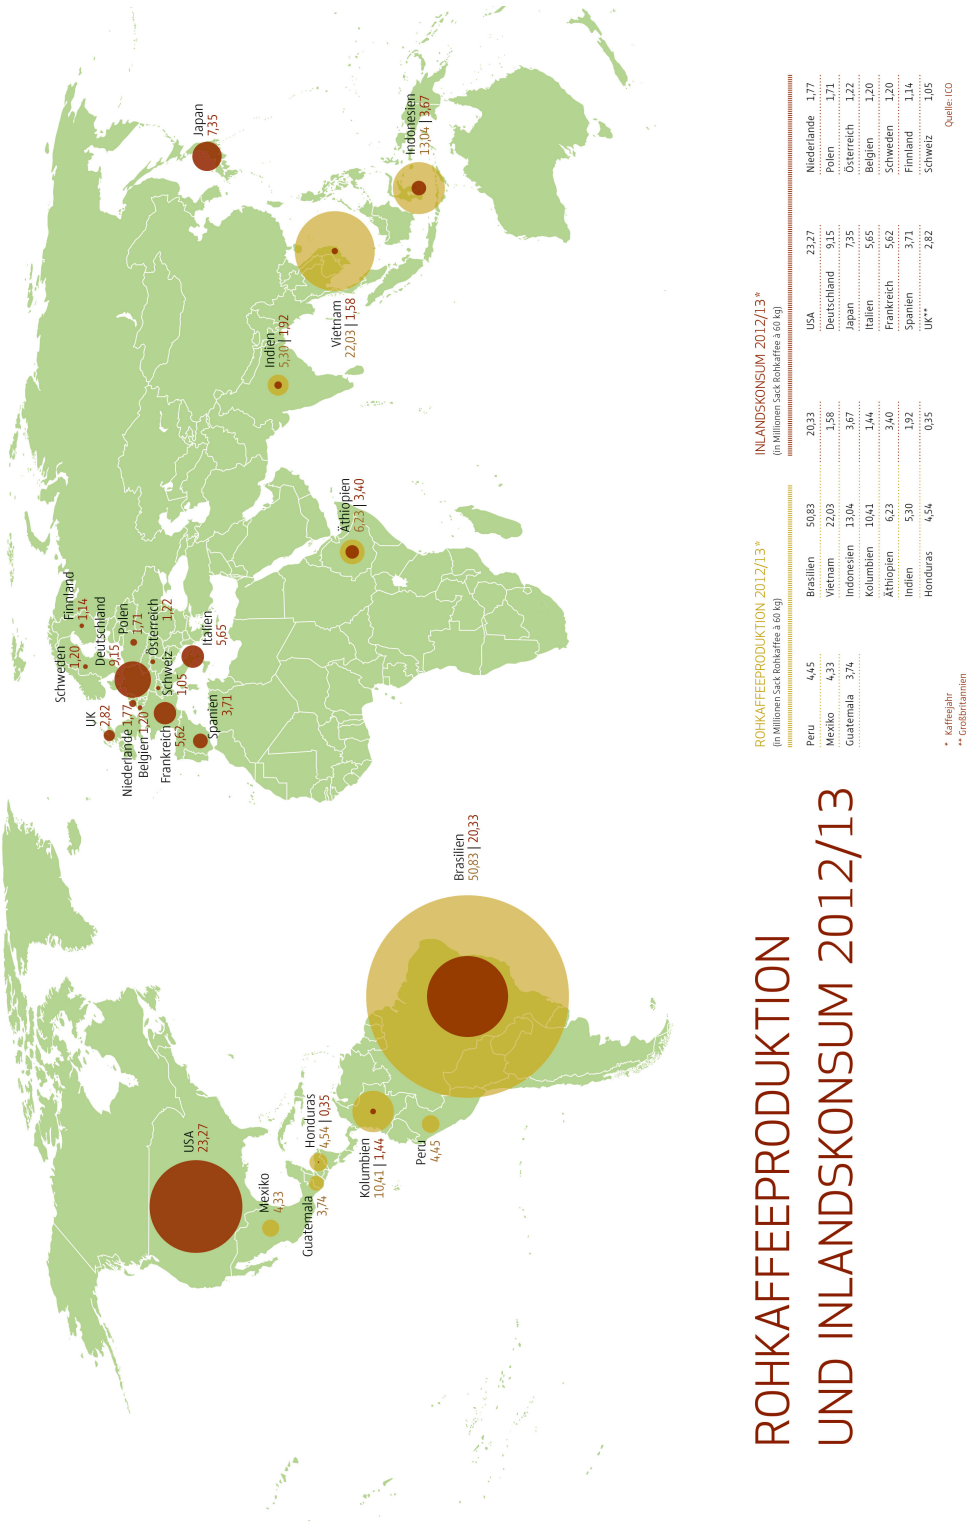 USA
23,27
Mexiko
4,33
Guatemala
3,74
Honduras
4,54 | 0,35
Kolumbien
10,41 | 1,44
Peru
4,45
Brasilien
50,83 | 20,33
UK
2,82
Niederlande 1,77
Belgien 1,20
Frankreich
5,62
Spanien
3,71
Schweden
1,20
Finnland
1,14
Deutschland
9,15
Polen
1,71
Österreich
1,22
Schweiz
1,05
Italien
5,65
Äthiopien
6,23 | 3,40
Indien
5,30 | 1,92
Vietnam
22,03 | 1,58
Japan
7,35
Indonesien
13,04 | 3,67
ROHKAFFEEPRODUKTION
UND INLANDSKONSUM 2012/13
ROHKAFFEEPRODUKTION 2012/13*
(in Millionen Sack Rohkaffee à 60 kg)
Peru 4,45
Mexiko 4,33
Guatemala 3,74
INLANDSKONSUM 2012/13*
(in Millionen Sack Rohkaffee à 60 kg)
Brasilien 50,83 20,33
Vietnam 22,03 1,58
Indonesien 13,04 3,67
Kolumbien 10,41 1,44
Äthiopien 6,23 3,40
Indien 5,30 1,92
Honduras 4,54 0,35
USA 23,27
Deutschland 9,15
Japan 7,35
Italien 5,65
Frankreich 5,62
Spanien 3,71
UK** 2,82
Niederlande 1,77
Polen 1,71
Österreich 1,22
Belgien 1,20
Schweden 1,20
Finnland 1,14
Schweiz 1,05
* Kaffeejahr
** Großbritannien
Quelle: ICO